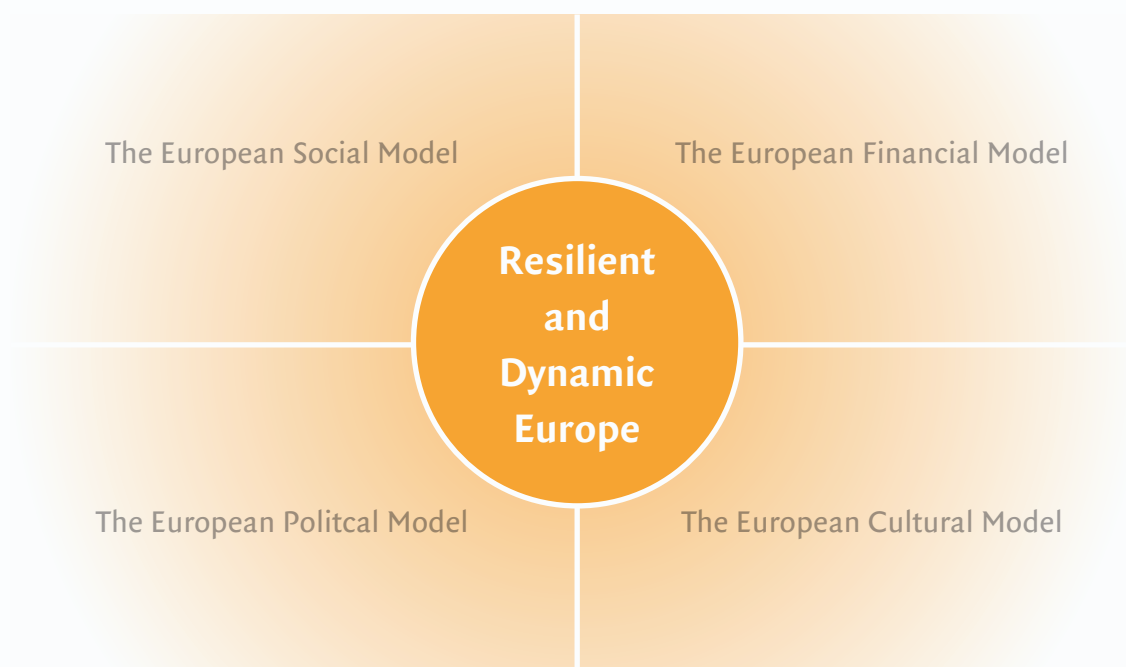 The European Social Model
The European Financial Model
Resilient
and
Dynamic
Europe
The European Politcal Model
The European Cultural Model